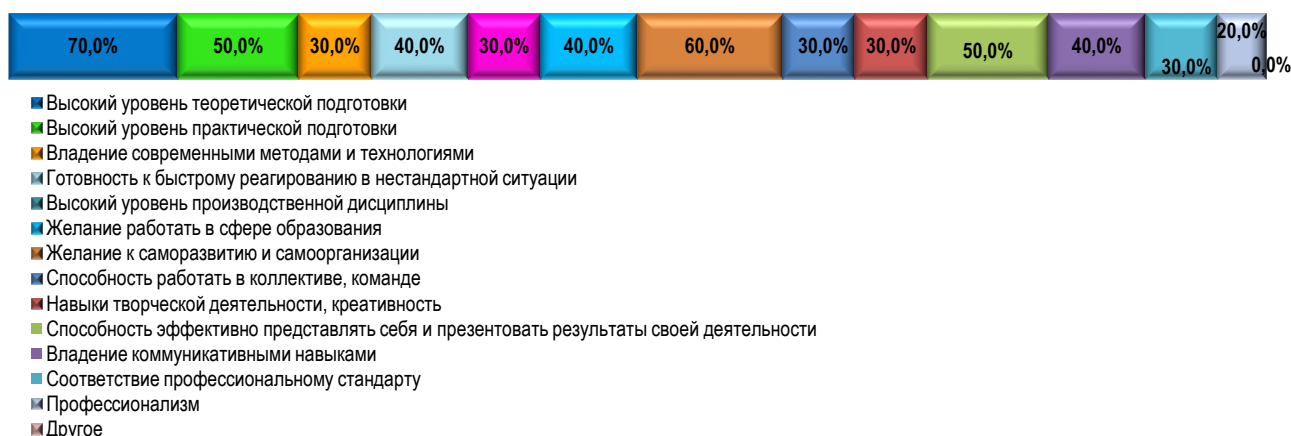 70,0% 50,0% 30,0% 40,0% 30,0% 40,0% 60,0% 30,0% 30,0% 50,0% 40,0% 30,0% 20,0% 0,0%
Высокий уровень теоретической подготовки
Высокий уровень практической подготовки
Владение современными методами и технологиями
Готовность к быстрому реагированию в нестандартной ситуации
Высокий уровень производственной дисциплины
Желание работать в сфере образования
Желание к саморазвитию и самоорганизации
Способность работать в коллективе, команде
Навыки творческой деятельности, креативность
Способность эффективно представлять себя и презентовать результаты своей деятельности
Владение коммуникативными навыками
Соответствие профессиональному стандарту
Профессионализм
Другое